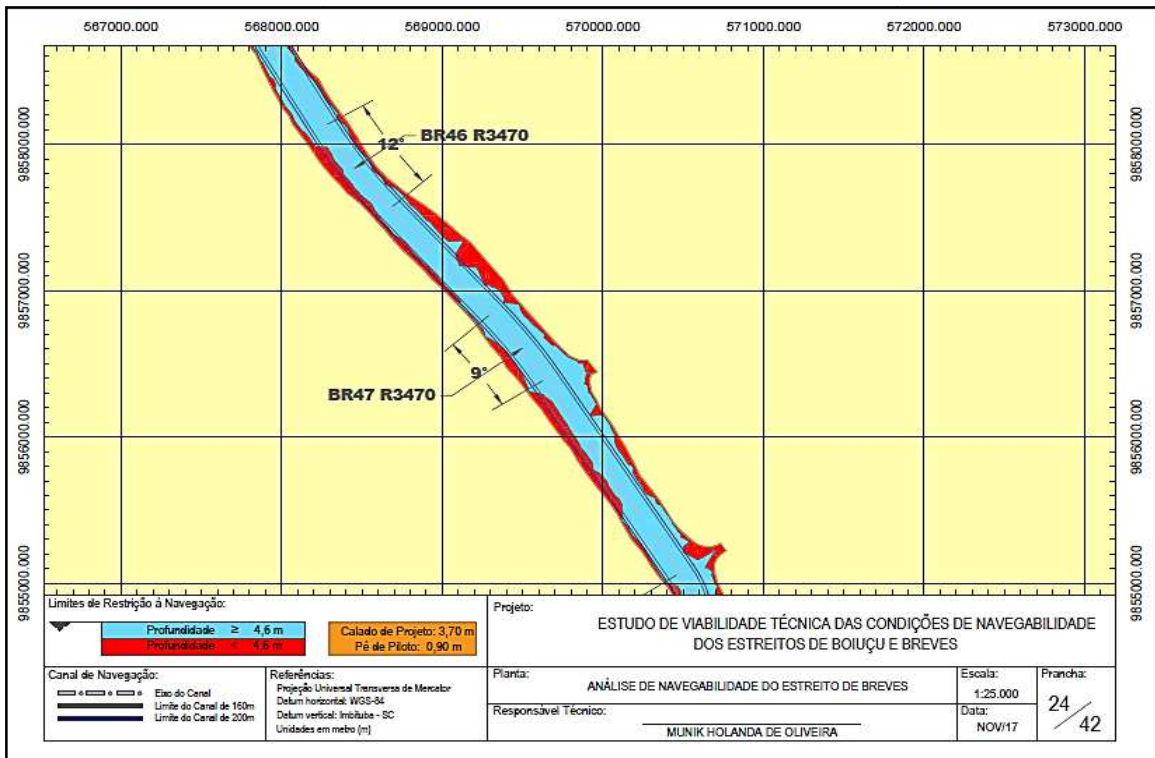 567000.000 568000.000 569000.000 570000.000 571000.000 572000.000 573000.000
9858000.000 9858000.000
BR46 R3470
12°
9857000.000 9857000.000
9°
BR47 R3470
9856000.000 9856000.000
9855000.000 9855000.000
Limites de Restrição à Navegação:
Profundidade ≥ 4,6 m
Profundidade < 4,6 m
Calado de Projeto: 3,70 m
Pé de Piloto: 0,90 m
Projeto:
ESTUDO DE VIABILIDADE TÉCNICA DAS CONDIÇÕES DE NAVEGABILIDADE
DOS ESTREITOS DE BOIUÇU E BREVES
Canal de Navegação:
Eixo do Canal
Limite do Canal de 160m
Limite do Canal de 200m
Referências:
Projeção Universal Transversa de Mercator
Datum horizontal: WGS-84
Datum vertical: Imbituba - SC
Unidades em metro (m)
Planta:
ANÁLISE DE NAVEGABILIDADE DO ESTREITO DE BREVES
Responsável Técnico:
MUNIK HOLANDA DE OLIVEIRA
Escala:
1:25.000
Data:
NOV/17
Prancha:
24/42